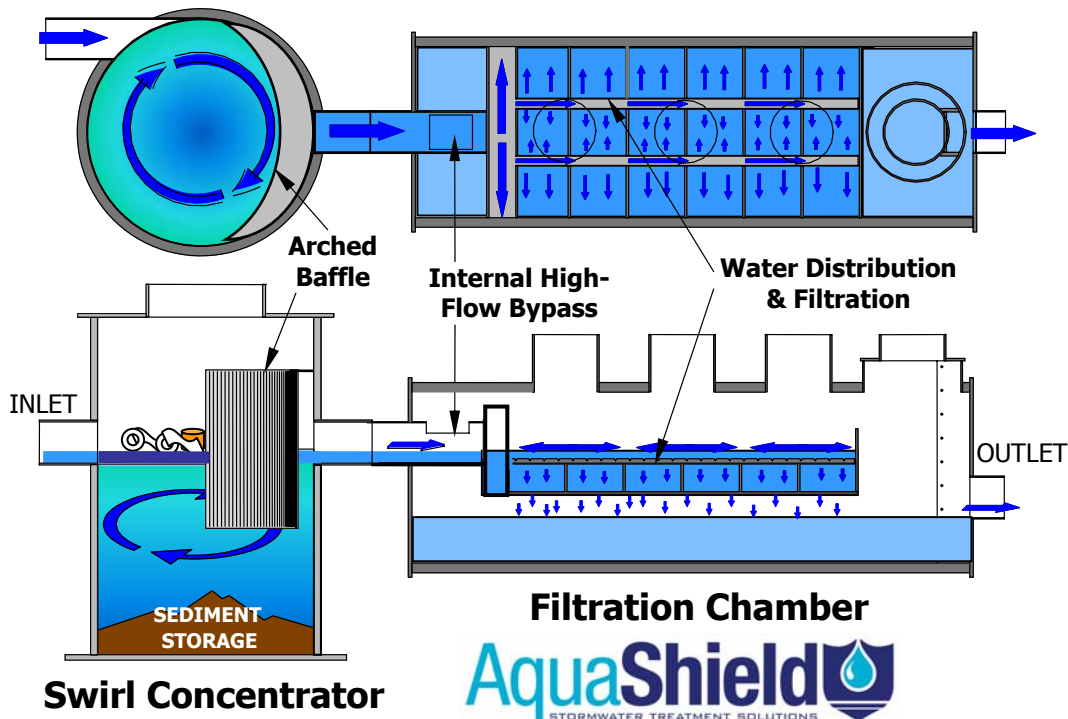 Arched
Baffle
Internal High-
Flow Bypass
Water Distribution
& Filtration
INLET
OUTLET
SEDIMENT
STORAGE
Filtration Chamber
Swirl Concentrator
AquaShield
STORMWATER TREATMENT SOLUTIONS